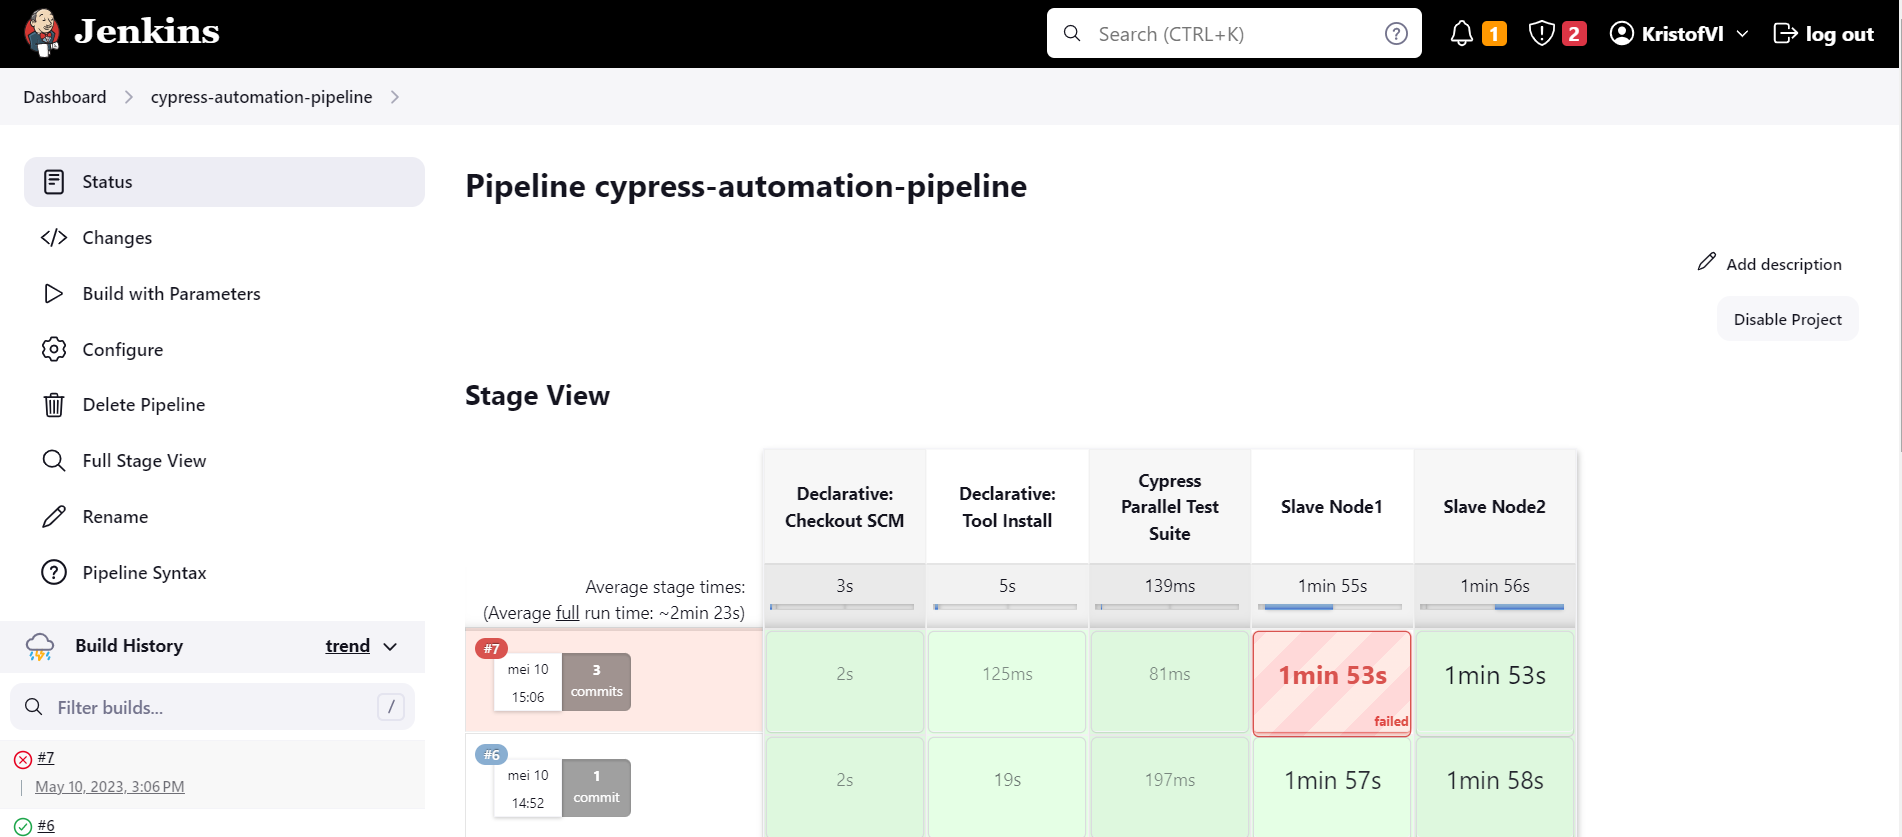 Jenkins
Search (CTRL+K)
?
1
2
KristofVl
log out
Dashboard
cypress-automation-pipeline
Status
Changes
Build with Parameters
Configure
Delete Pipeline
Full Stage View
Rename
Pipeline Syntax
Build History
trend
Filter builds...
/
#7
May 10, 2023, 3:06 PM
#6
Pipeline cypress-automation-pipeline
Add description
Disable Project
Stage View
Declarative:
Checkout SCM
Declarative:
Tool Install
Cypress
Parallel Test
Suite
Slave Node1
Slave Node2
Average stage times:
(Average full run time: ~2min 23s)
3s
5s
139ms
1min 55s
1min 56s
#7
mei 10
15:06
3
commits
2s
125ms
81ms
1min 53s
failed
1min 53s
#6
mei 10
14:52
1
commit
2s
19s
197ms
1min 57s
1min 58s